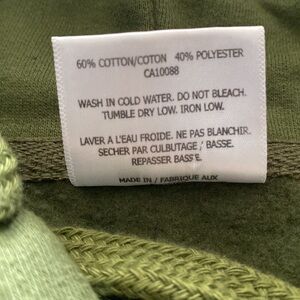 60% COTTON/COTON 40% POLYESTER
CA10088
WASH IN COLD WATER. DO NOT BLEACH.
TUMBLE DRY LOW. IRON LOW.
LAVER A L'EAU FROIDE. NE PAS BLANCHIR.
SECHER PAR CULBUTAGE / BASSE.
REPASSER BASSE.
MADE IN / FABRIQUE AUX